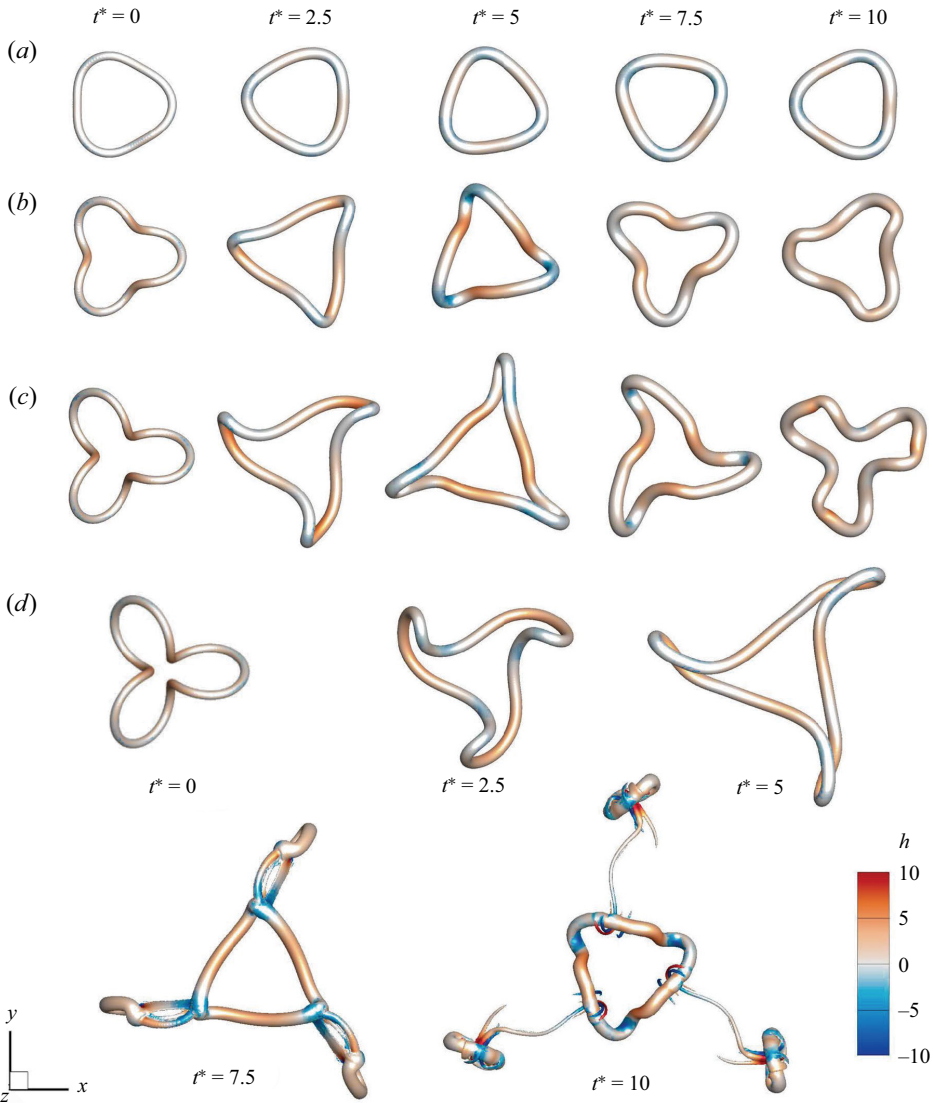 t* = 0 t* = 2.5 t* = 5 t* = 7.5 t* = 10
(a)
(b)
(c)
(d)
t* = 0 t* = 2.5 t* = 5
h
10
5
0
−5
−10
y
z x
t* = 7.5 t* = 10